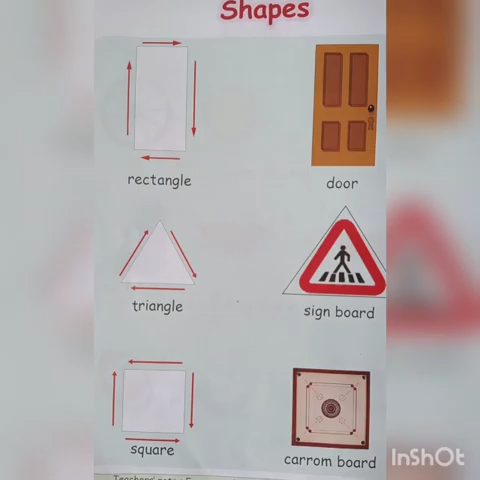 Shapes
rectangle
door
triangle
sign board
square
carrom board
InShOt